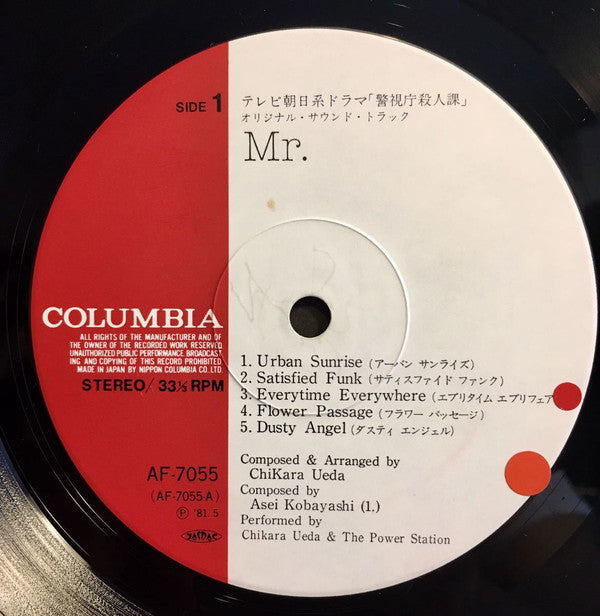 SIDE 1
テレビ朝日系ドラマ「警視庁殺人課」
オリジナル・サウンド・トラック
Mr.
COLUMBIA
ALL RIGHTS OF THE MANUFACTURER AND OF
THE OWNER OF THE RECORDED WORK RESERVED
UNAUTHORIZED PUBLIC PERFORMANCE, BROADCAST
ING AND COPYING OF THIS RECORD PROHIBITED
MADE IN JAPAN BY NIPPON COLUMBIA CO.LTD.
STEREO/33⅓RPM
1. Urban Sunrise (アーバン サンライズ)
2. Satisfied Funk (サティスファイド ファンク)
3. Everytime Everywhere (エブリタイム エブリフェア
4. Flower Passage (フラワー パッセージ)
5. Dusty Angel (ダスティ エンジェル)
Composed & Arranged by
ChiKara Ueda
Composed by
Asei Kobayashi (1.)
Performed by
Chikara Ueda & The Power Station
AF-7055
(AF-7055-A)
Ⓟ '81. 5
JASRAC